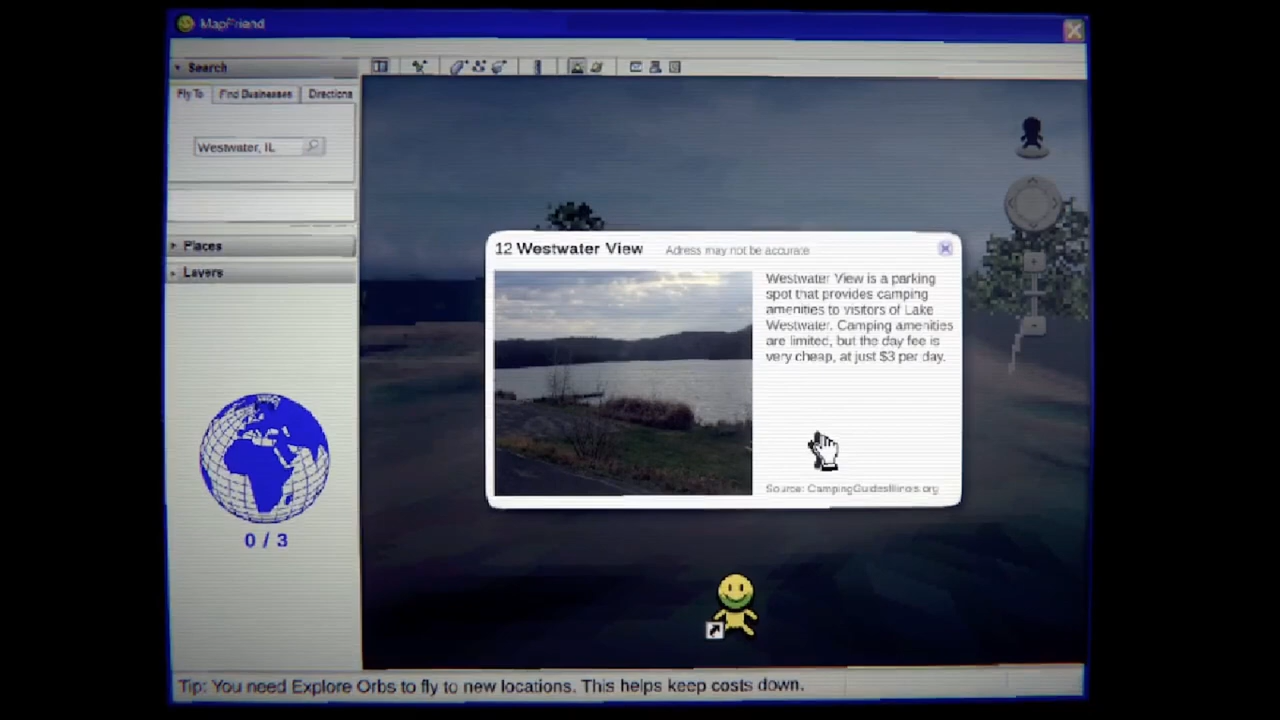 MapFriend
Search
Fly To Find Businesses Directions
Westwater, IL
Places
Layers
0 / 3
12 Westwater View Adress may not be accurate
Westwater View is a parking
spot that provides camping
amenities to visitors of Lake
Westwater. Camping amenities
are limited, but the day fee is
very cheap, at just $3 per day.
Source: CampingGuidesIllinois.org
Tip: You need Explore Orbs to fly to new locations. This helps keep costs down.